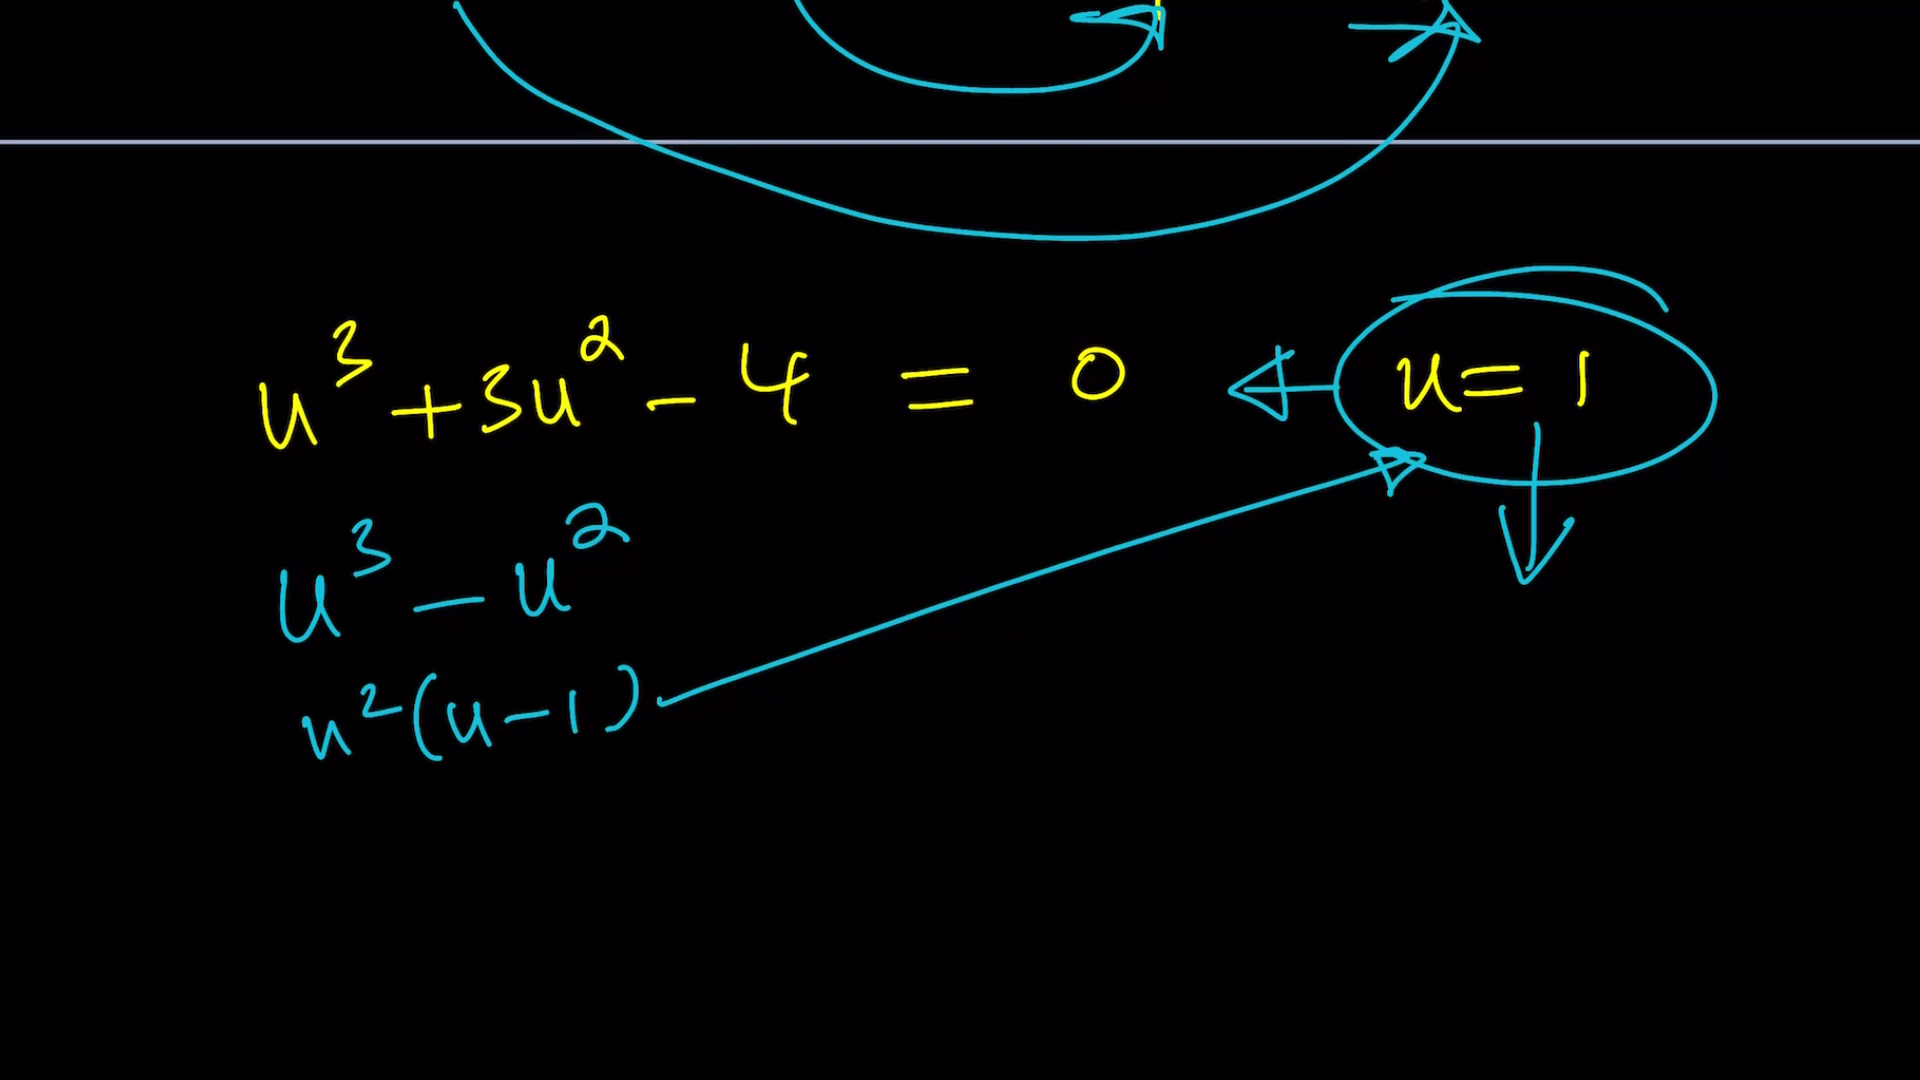 u³ + 3u² - 4 = 0 u = 1
u³ - u²
u²(u-1)